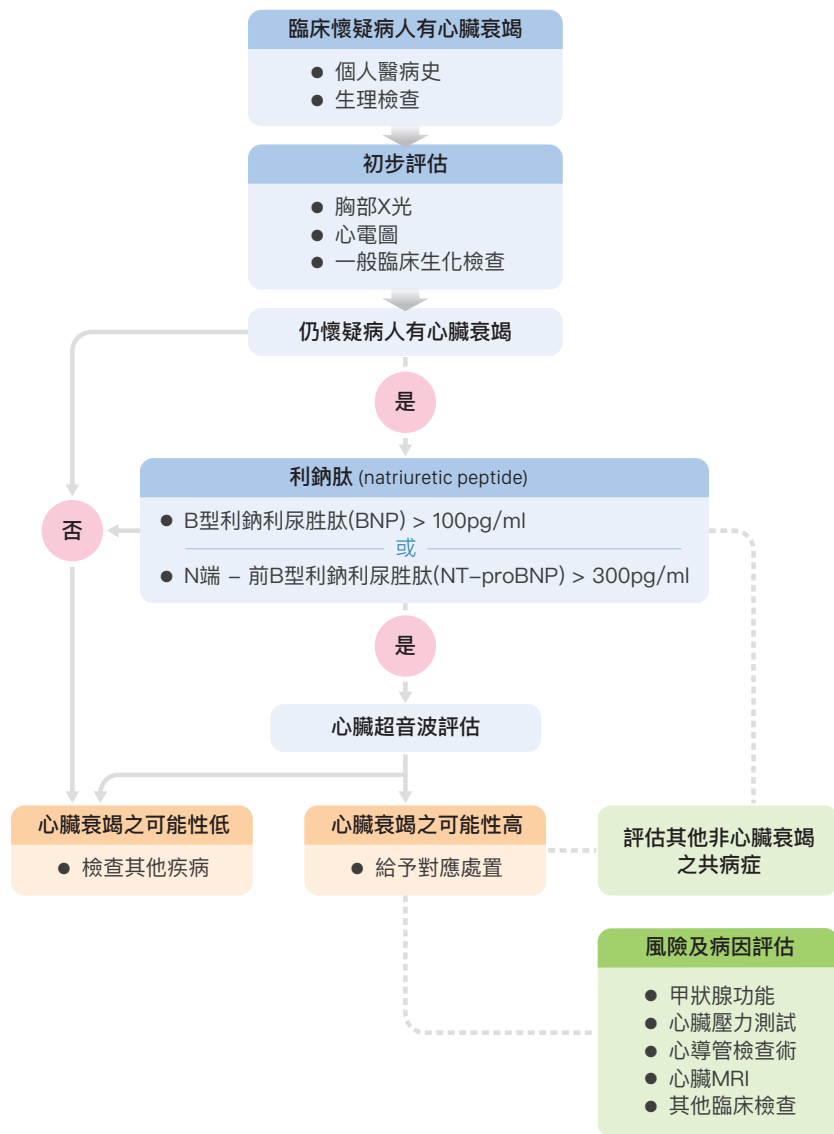 臨床懷疑病人有心臟衰竭
● 個人醫病史
● 生理檢查
初步評估
● 胸部X光
● 心電圖
● 一般臨床生化檢查
仍懷疑病人有心臟衰竭
是
利鈉肽 (natriuretic peptide)
● B型利鈉利尿胜肽(BNP) > 100pg/ml
或
● N端 – 前B型利鈉利尿胜肽(NT–proBNP) > 300pg/ml
否
是
心臟超音波評估
心臟衰竭之可能性低
● 檢查其他疾病
心臟衰竭之可能性高
● 給予對應處置
評估其他非心臟衰竭
之共病症
風險及病因評估
● 甲狀腺功能
● 心臟壓力測試
● 心導管檢查術
● 心臟MRI
● 其他臨床檢查